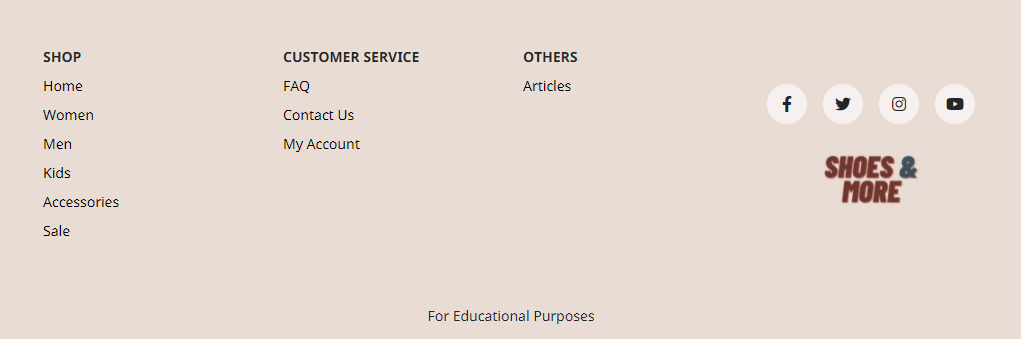 SHOP
Home
Women
Men
Kids
Accessories
Sale
CUSTOMER SERVICE
FAQ
Contact Us
My Account
OTHERS
Articles
SHOES &
MORE
For Educational Purposes